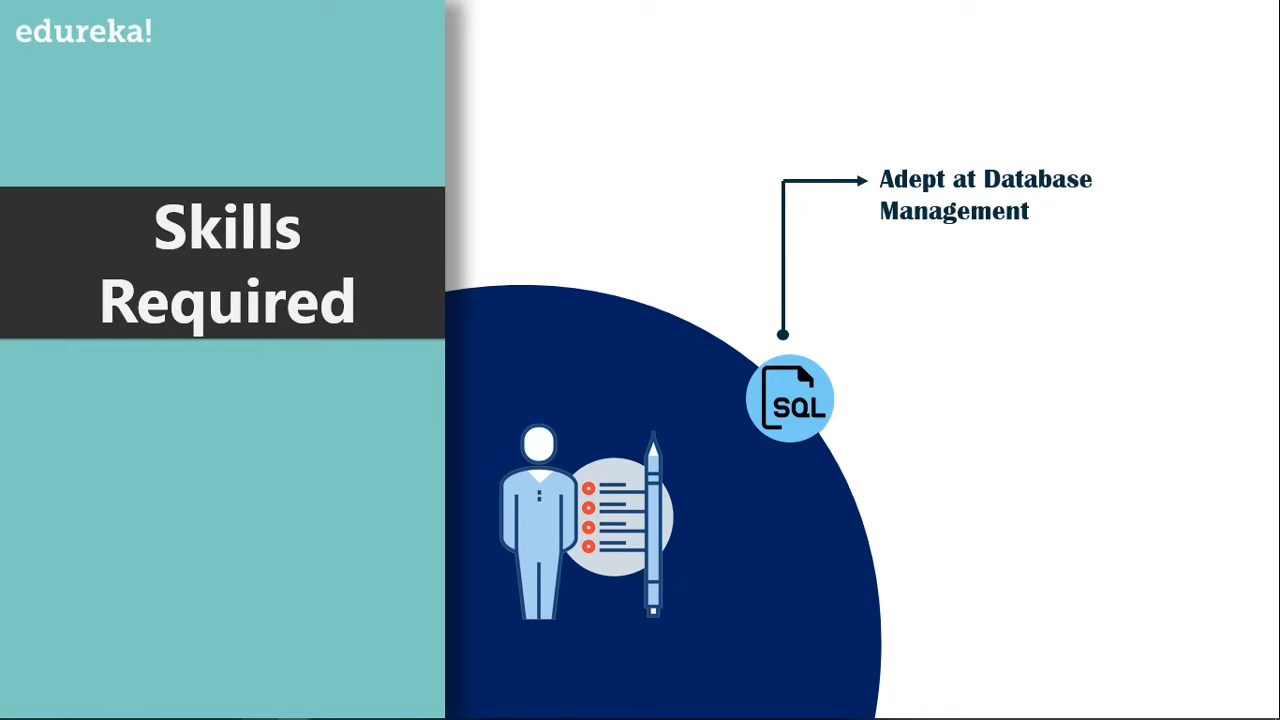 edureka!
Skills
Required
Adept at Database
Management
SQL